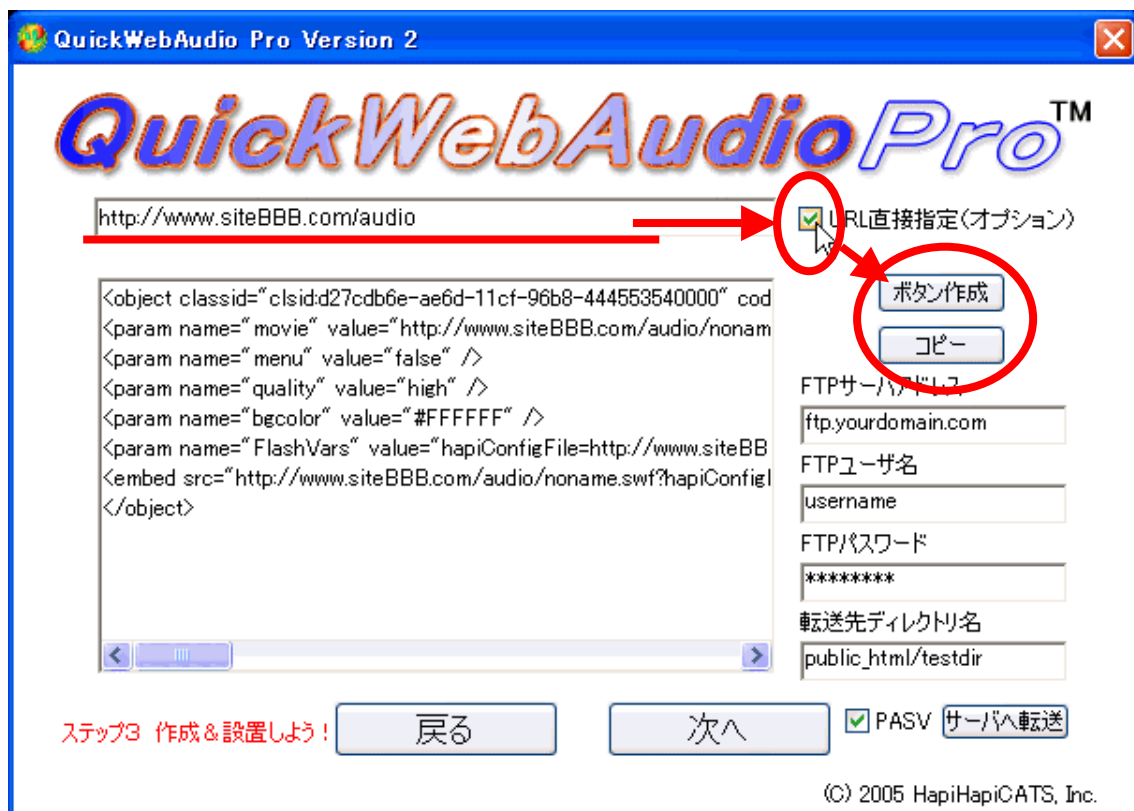 QuickWebAudio Pro Version 2
QuickWebAudioPro™
http://www.siteBBB.com/audio
URL直接指定(オプション)
<object classid="clsid:d27cdb6e-ae6d-11cf-96b8-444553540000" cod
<param name="movie" value="http://www.siteBBB.com/audio/nonam
<param name="menu" value="false" />
<param name="quality" value="high" />
<param name="bgcolor" value="#FFFFFF" />
<param name="FlashVars" value="hapiConfigFile=http://www.siteBB
<embed src="http://www.siteBBB.com/audio/noname.swf?hapiConfigI
</object>
ボタン作成
コピー
FTPサーバアドレス
ftp.yourdomain.com
FTPユーザ名
username
FTPパスワード
********
転送先ディレクトリ名
public_html/testdir
ステップ3 作成&設置しよう!
戻る
次へ
PASV
サーバへ転送
(C) 2005 HapiHapiCATS, Inc.